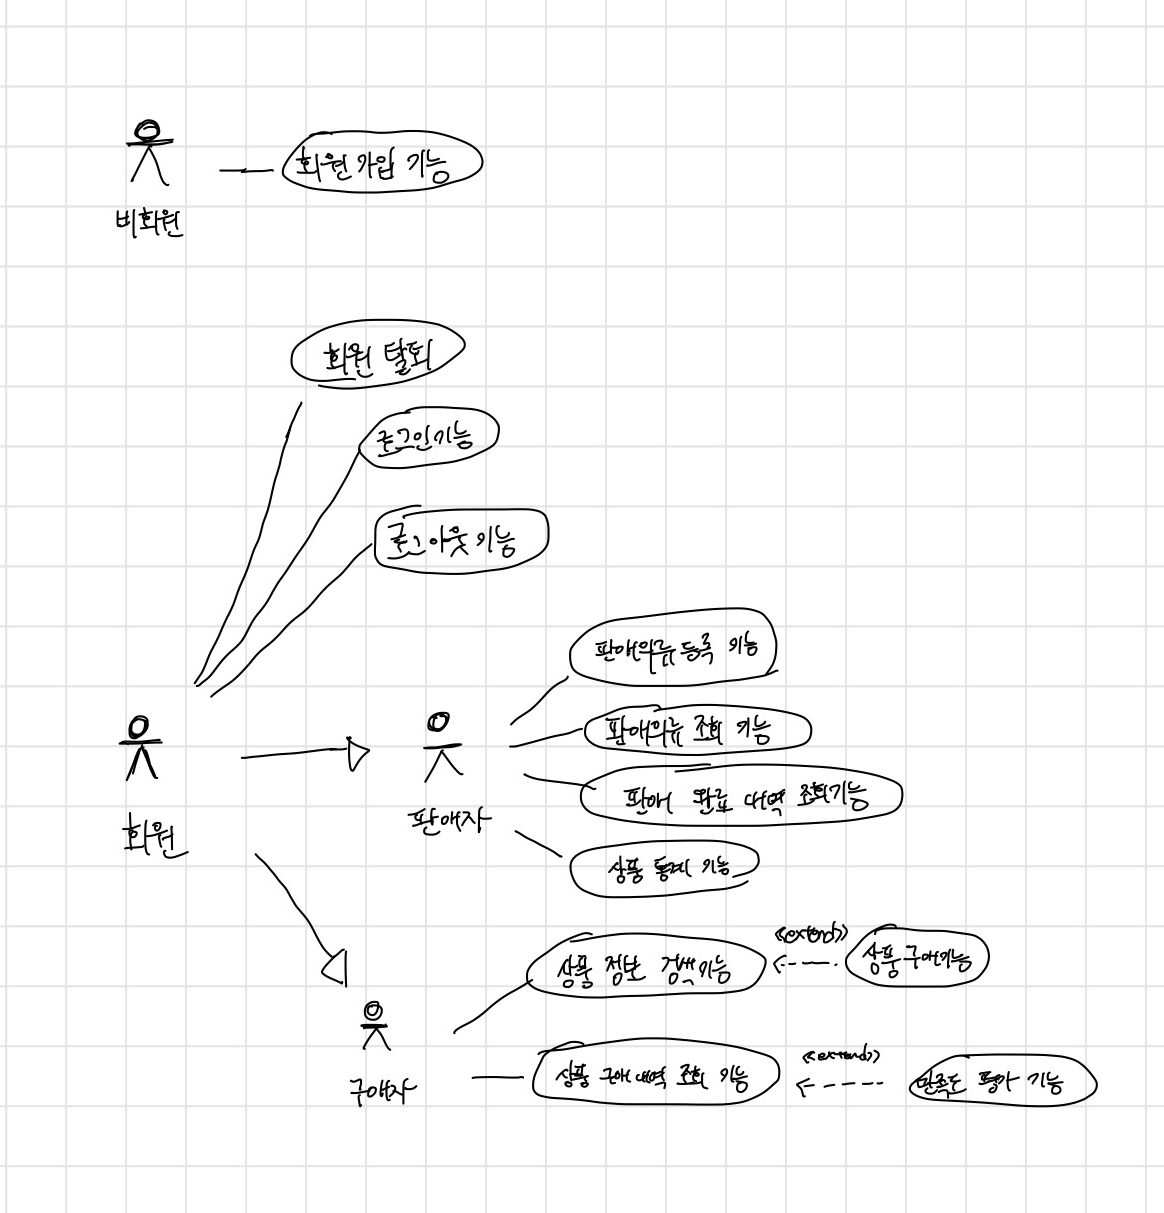 회원가입 기능
비회원
회원 탈퇴
로그인기능
로그아웃 기능
판매의류 등록 기능
판매의류 조회 기능
판매 완료 내역 조회기능
상품 통계 기능
판매자
회원
상품 정보 검색기능
<<extend>>
상품 구매기능
구매자
상품 구매 내역 조회 기능
<<extend>>
만족도 평가 기능